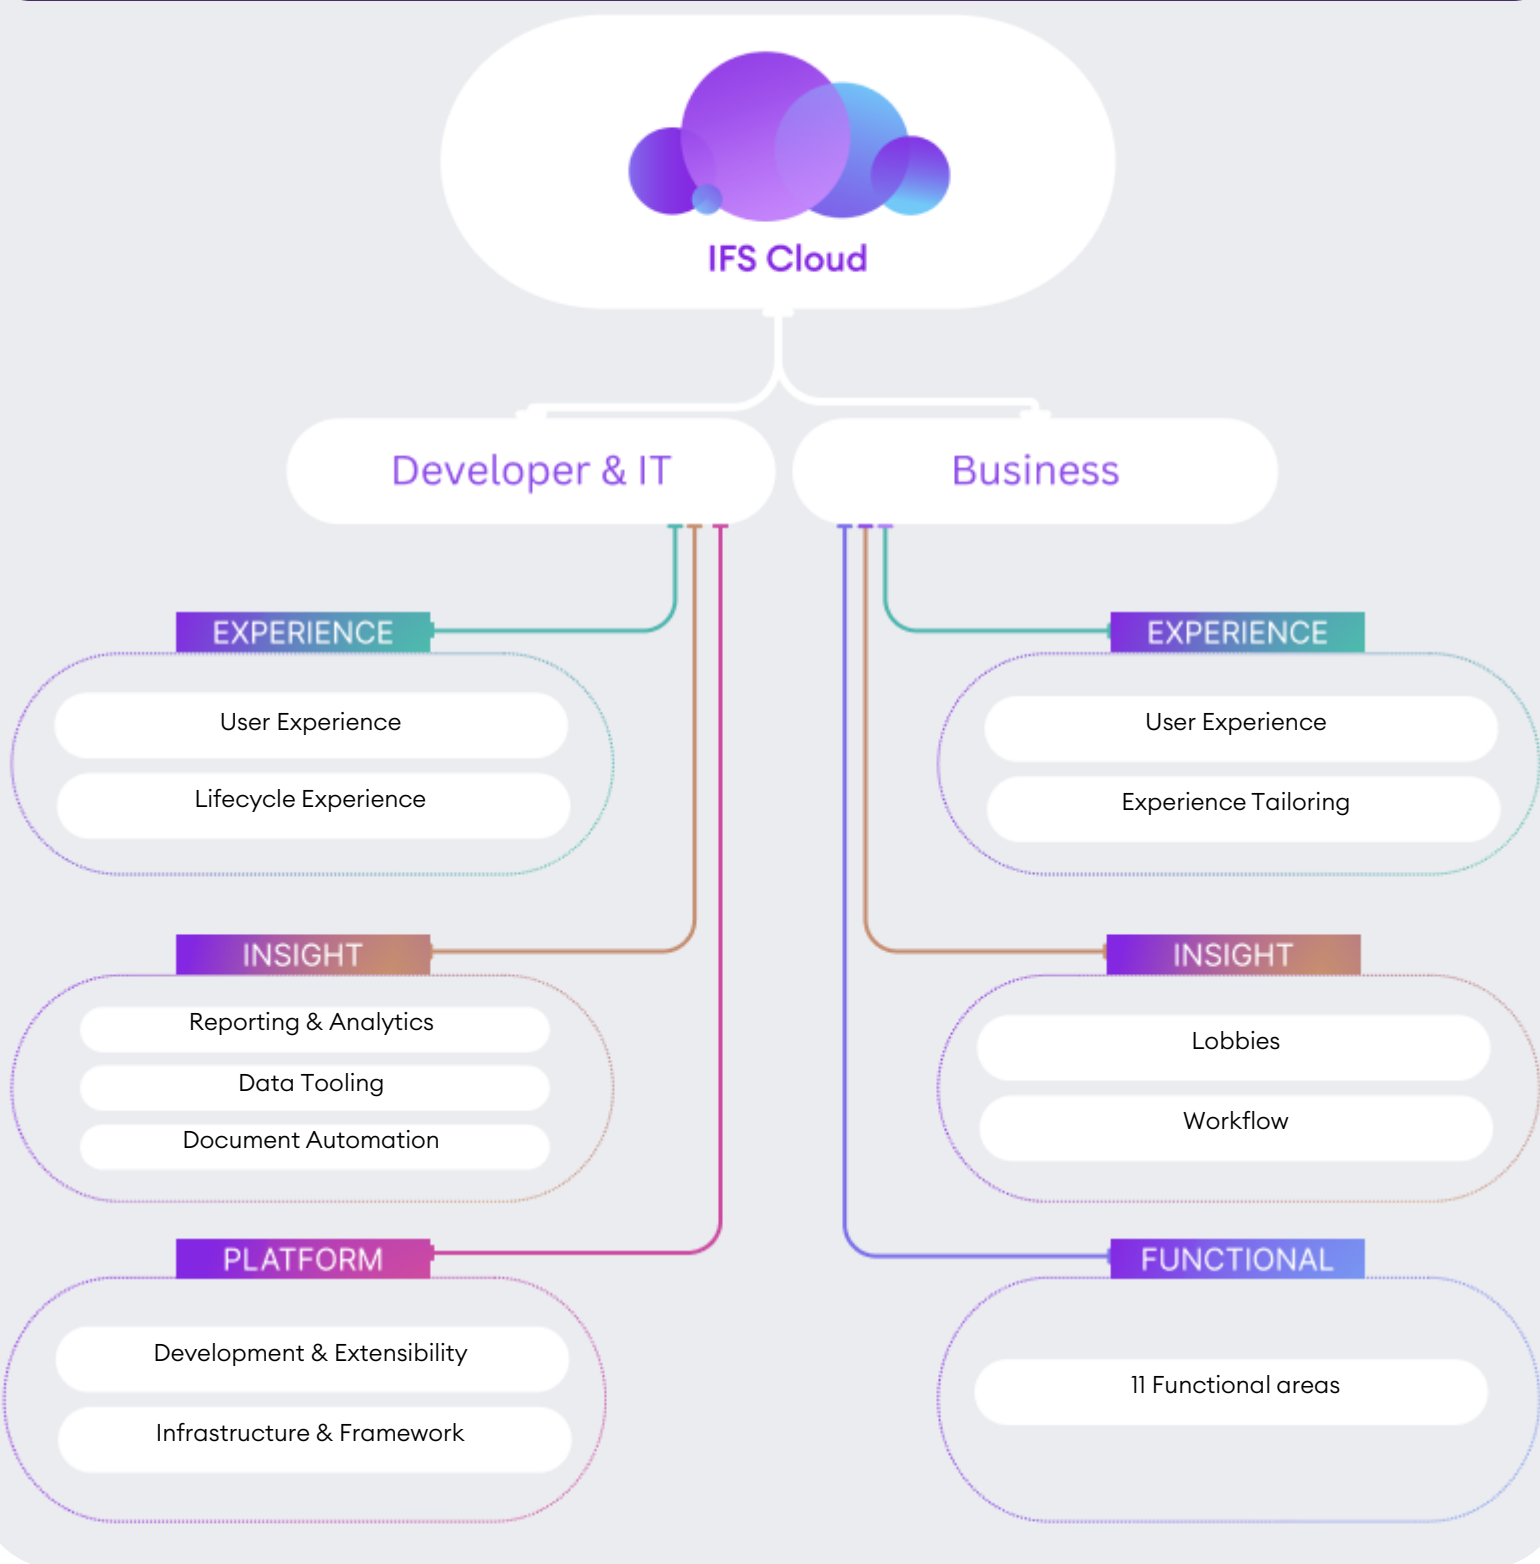 IFS Cloud
Developer & IT
Business
EXPERIENCE
User Experience
Lifecycle Experience
INSIGHT
Reporting & Analytics
Data Tooling
Document Automation
PLATFORM
Development & Extensibility
Infrastructure & Framework
EXPERIENCE
User Experience
Experience Tailoring
INSIGHT
Lobbies
Workflow
FUNCTIONAL
11 Functional areas